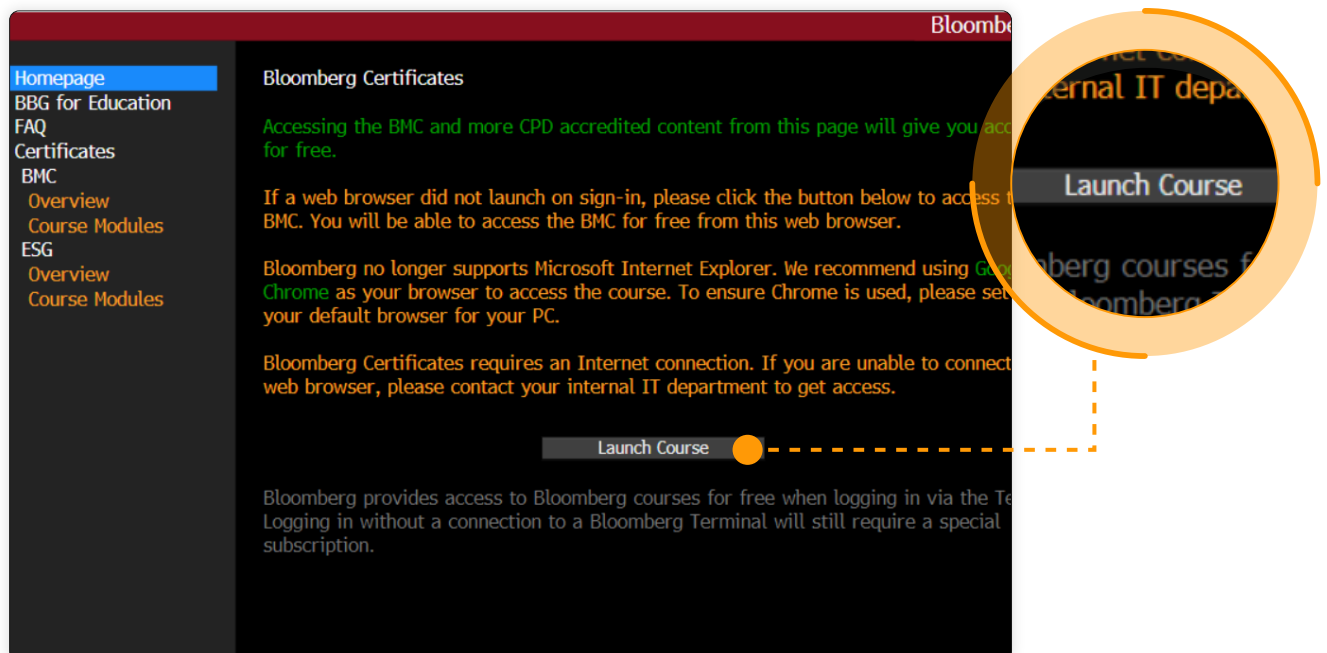 Bloombe
Homepage
BBG for Education
FAQ
Certificates
BMC
Overview
Course Modules
ESG
Overview
Course Modules
Bloomberg Certificates
Accessing the BMC and more CPD accredited content from this page will give you acc
for free.
If a web browser did not launch on sign-in, please click the button below to access t
BMC. You will be able to access the BMC for free from this web browser.
Bloomberg no longer supports Microsoft Internet Explorer. We recommend using Goog
Chrome as your browser to access the course. To ensure Chrome is used, please set
your default browser for your PC.
Bloomberg Certificates requires an Internet connection. If you are unable to connect
web browser, please contact your internal IT department to get access.
Launch Course
Bloomberg provides access to Bloomberg courses for free when logging in via the Te
Logging in without a connection to a Bloomberg Terminal will still require a special
subscription.
ernal IT depa
Launch Course
berg courses f
oomberg